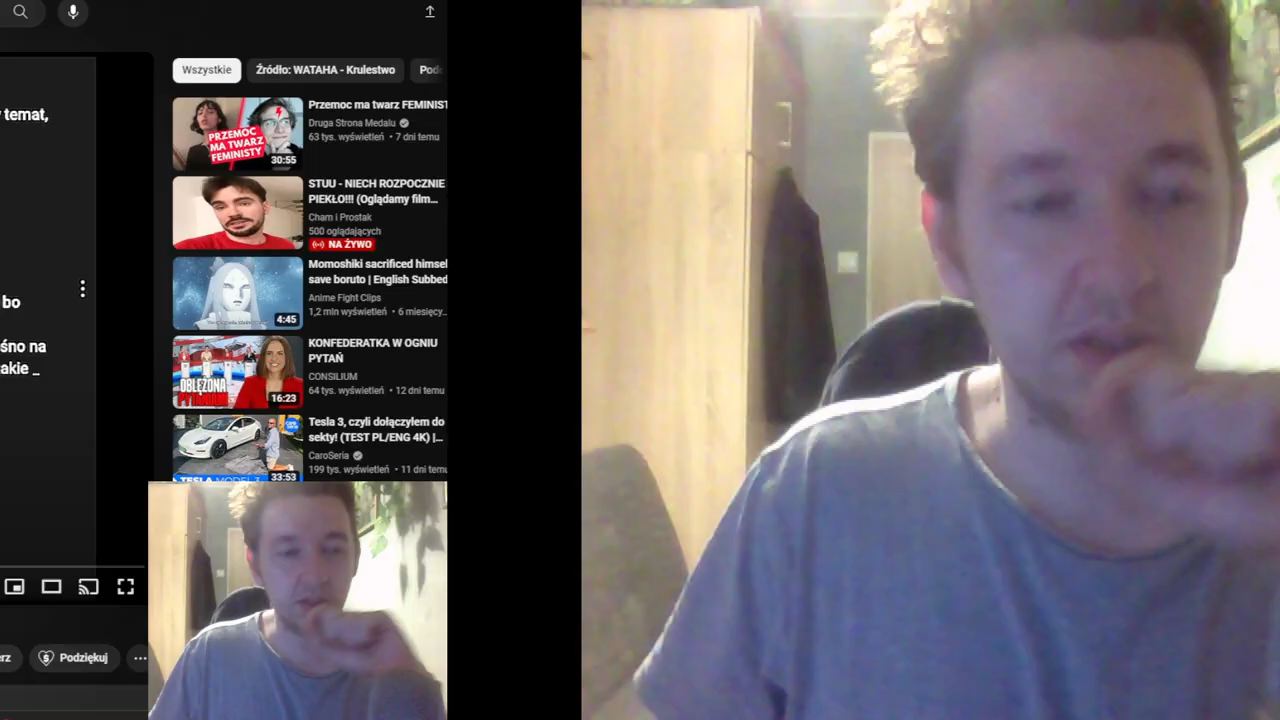 Wszystkie
Źródło: WATAHA - Krulestwo
temat,
bo
śno na
akie _
PRZEMOC
MA TWARZ
FEMINISTY
30:55
Przemoc ma twarz FEMINIST
Druga Strona Medalu
63 tys. wyświetleń • 7 dni temu
STUU - NIECH ROZPOCZNIE
PIEKŁO!!! (Oglądamy film...
Cham i Prostak
500 oglądających
NA ŻYWO
4:45
Momoshiki sacrificed himsel
save boruto | English Subbed
Anime Fight Clips
1,2 mln wyświetleń • 6 miesięcy...
OBLĘŻONA
PYTANIAMI
16:23
KONFEDERATKA W OGNIU
PYTAŃ
CONSILIUM
64 tys. wyświetleń • 12 dni temu
33:53
Tesla 3, czyli dołączyłem do
sekty! (TEST PL/ENG 4K) |...
CaroSeria
199 tys. wyświetleń • 11 dni temu
erz
Podziękuj